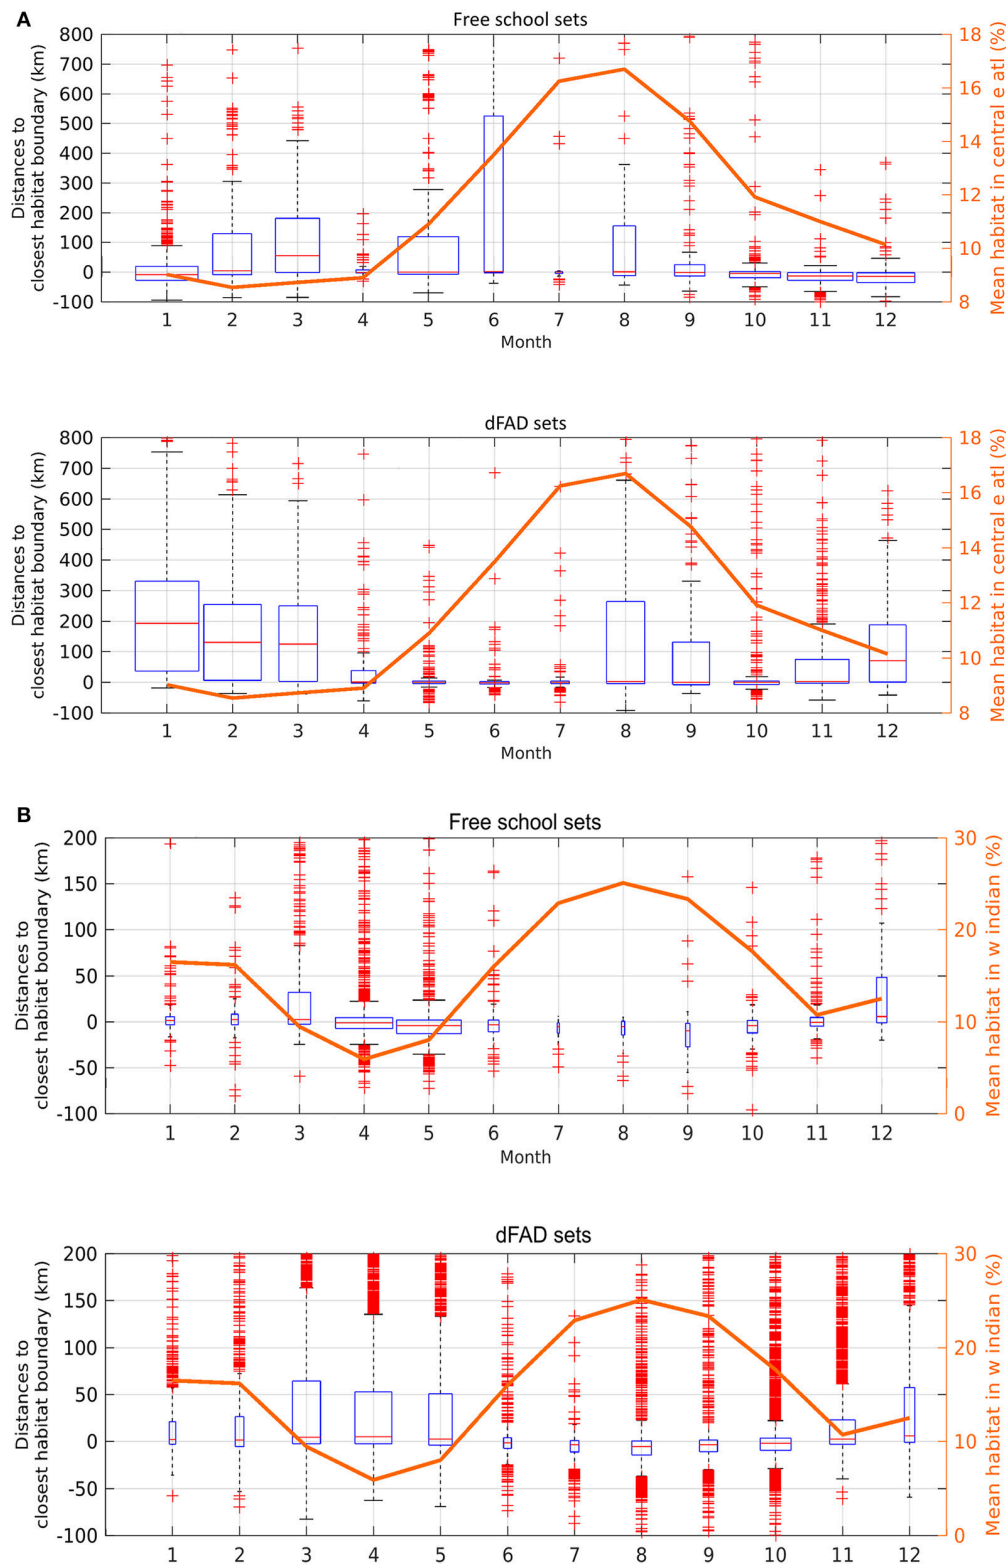 A
Free school sets
800
700
600
500
400
300
200
100
0
-100
18
16
14
12
10
8
Distances to
closest habitat boundary (km)
Mean habitat in central e atl (%)
1 2 3 4 5 6 7 8 9 10 11 12
Month
dFAD sets
800
700
600
500
400
300
200
100
0
-100
18
16
14
12
10
8
Distances to
closest habitat boundary (km)
Mean habitat in central e atl (%)
1 2 3 4 5 6 7 8 9 10 11 12
Month
B
Free school sets
200
150
100
50
0
-50
-100
30
20
10
0
Distances to
closest habitat boundary (km)
Mean habitat in w indian (%)
1 2 3 4 5 6 7 8 9 10 11 12
Month
dFAD sets
200
150
100
50
0
-50
-100
30
20
10
0
Distances to
closest habitat boundary (km)
Mean habitat in w indian (%)
1 2 3 4 5 6 7 8 9 10 11 12